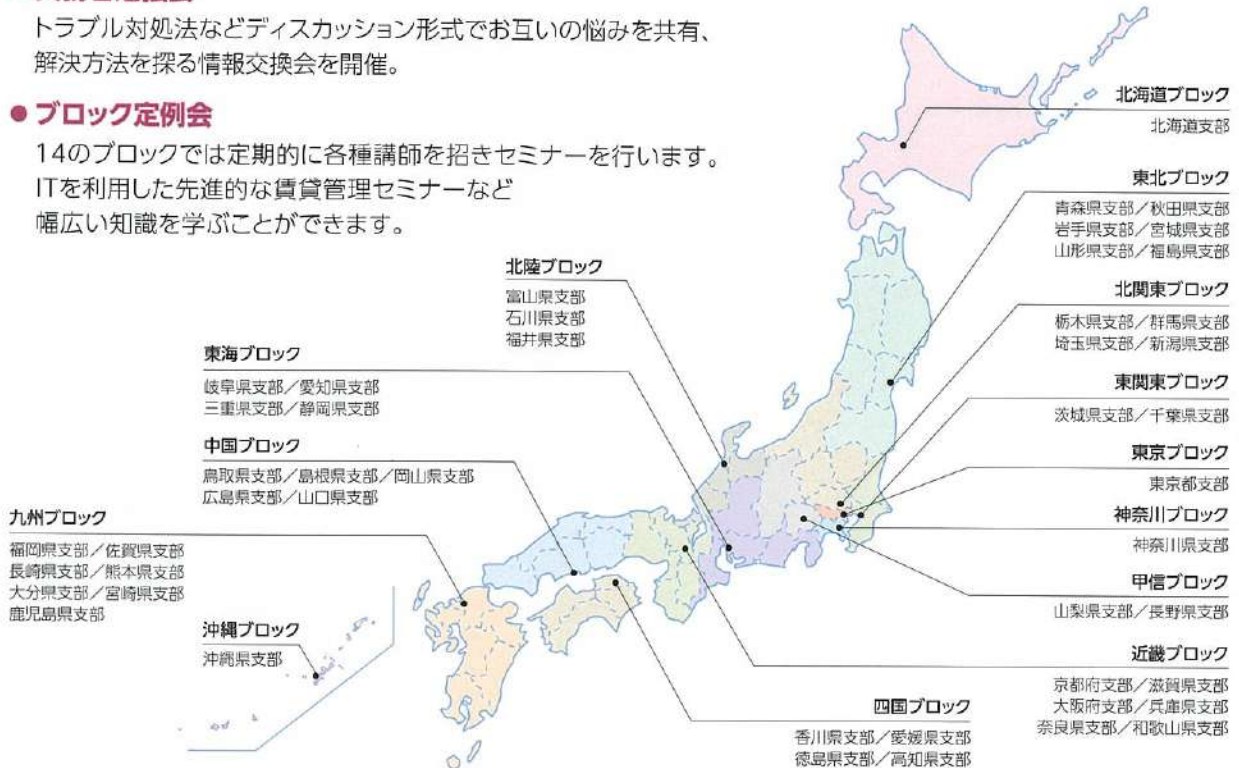 トラブル対処法などディスカッション形式でお互いの悩みを共有、
解決方法を探る情報交換会を開催。
● ブロック定例会
14のブロックでは定期的に各種講師を招きセミナーを行います。
ITを利用した先進的な賃貸管理セミナーなど
幅広い知識を学ぶことができます。
北海道ブロック
北海道支部
東北ブロック
青森県支部／秋田県支部
岩手県支部／宮城県支部
山形県支部／福島県支部
北関東ブロック
栃木県支部／群馬県支部
埼玉県支部／新潟県支部
東関東ブロック
茨城県支部／千葉県支部
東京ブロック
東京都支部
神奈川ブロック
神奈川県支部
甲信ブロック
山梨県支部／長野県支部
近畿ブロック
京都府支部／滋賀県支部
大阪府支部／兵庫県支部
奈良県支部／和歌山県支部
北陸ブロック
富山県支部
石川県支部
福井県支部
東海ブロック
岐阜県支部／愛知県支部
三重県支部／静岡県支部
中国ブロック
鳥取県支部／島根県支部／岡山県支部
広島県支部／山口県支部
九州ブロック
福岡県支部／佐賀県支部
長崎県支部／熊本県支部
大分県支部／宮崎県支部
鹿児島県支部
沖縄ブロック
沖縄県支部
四国ブロック
香川県支部／愛媛県支部
徳島県支部／高知県支部